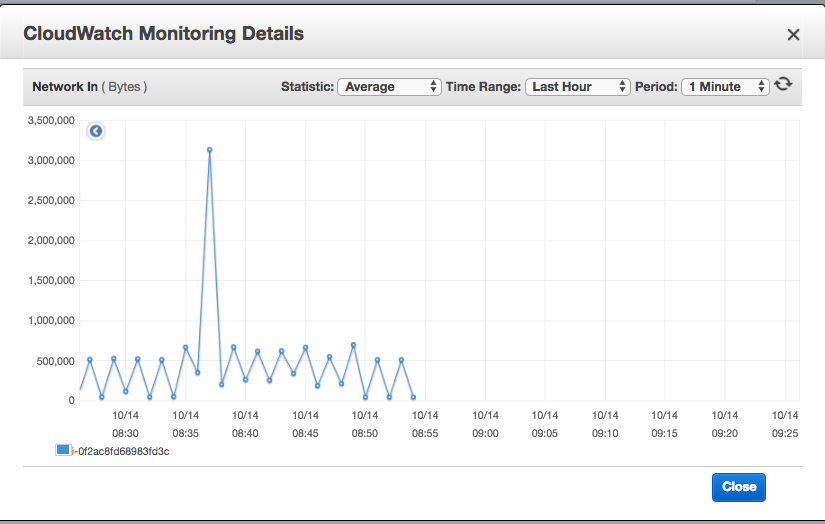 CloudWatch Monitoring Details
Network In ( Bytes ) Statistic: Average Time Range: Last Hour Period: 1 Minute
3,500,000
3,000,000
2,500,000
2,000,000
1,500,000
1,000,000
500,000
0
10/14 10/14 10/14 10/14 10/14 10/14 10/14 10/14 10/14 10/14 10/14 10/14
08:30 08:35 08:40 08:45 08:50 08:55 09:00 09:05 09:10 09:15 09:20 09:25
i-0f2ac8fd68983fd3c
Close